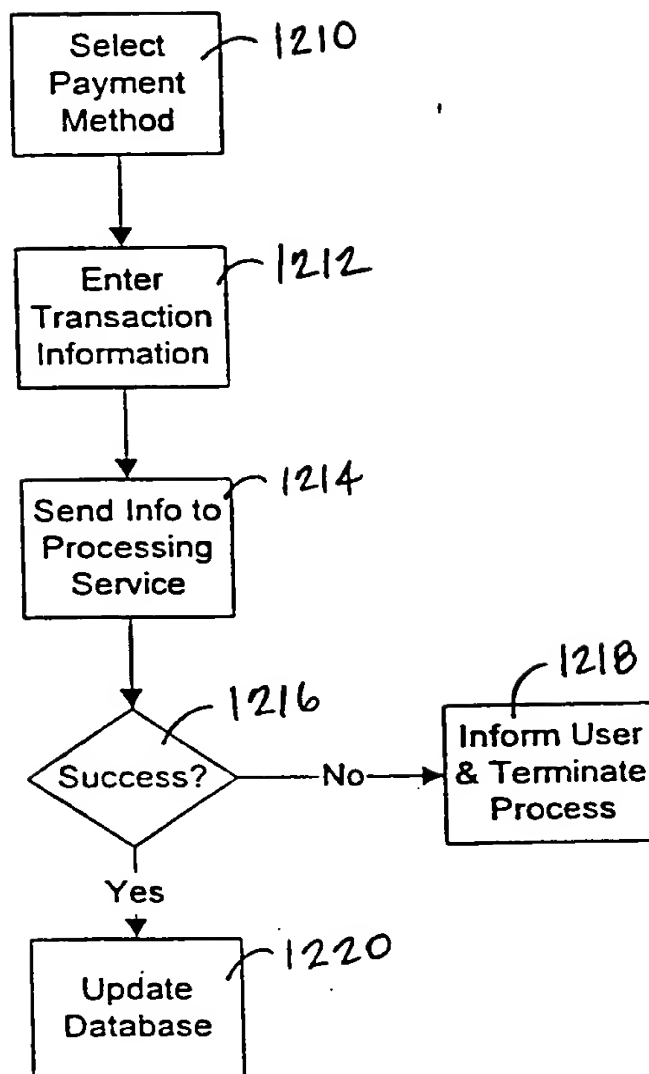 Select
Payment
Method
1210
Enter
Transaction
Information
1212
Send Info to
Processing
Service
1214
Success?
1216
No
Inform User
& Terminate
Process
1218
Yes
Update
Database
1220